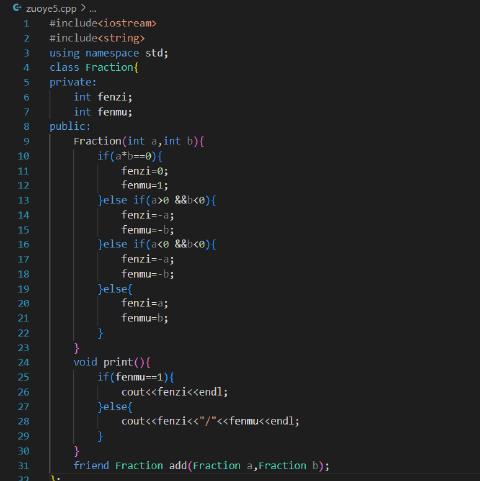 zuoye5.cpp > ...
1 #include<iostream>
2 #include<string>
3 using namespace std;
4 class Fraction{
5 private:
6 int fenzi;
7 int fenmu;
8 public:
9 Fraction(int a,int b){
10 if(a*b==0){
11 fenzi=0;
12 fenmu=1;
13 }else if(a>0 &&b<0){
14 fenzi=-a;
15 fenmu=-b;
16 }else if(a<0 &&b<0){
17 fenzi=-a;
18 fenmu=-b;
19 }else{
20 fenzi=a;
21 fenmu=b;
22 }
23 }
24 void print(){
25 if(fenmu==1){
26 cout<<fenzi<<endl;
27 }else{
28 cout<<fenzi<<"/"<<fenmu<<endl;
29 }
30 }
31 friend Fraction add(Fraction a,Fraction b);
32 };